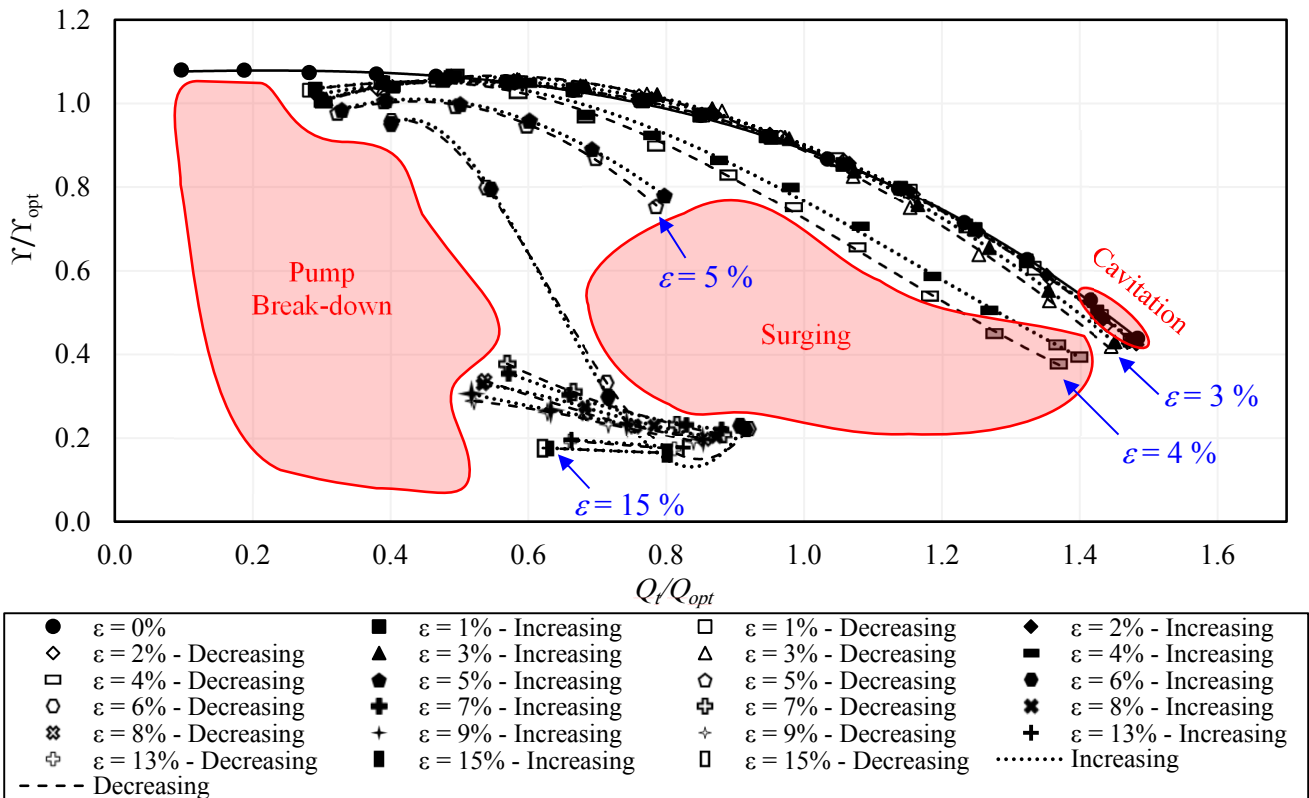 1.2
1.0
0.8
0.6
0.4
0.2
0.0
ϒ/ϒopt
0.0 0.2 0.4 0.6 0.8 1.0 1.2 1.4 1.6
Qt/Qopt
Pump
Break-down
Surging
Cavitation
ε = 5 %
ε = 3 %
ε = 4 %
ε = 15 %
ε = 0% ε = 1% - Increasing ε = 1% - Decreasing ε = 2% - Increasing
ε = 2% - Decreasing ε = 3% - Increasing ε = 3% - Decreasing ε = 4% - Increasing
ε = 4% - Decreasing ε = 5% - Increasing ε = 5% - Decreasing ε = 6% - Increasing
ε = 6% - Decreasing ε = 7% - Increasing ε = 7% - Decreasing ε = 8% - Increasing
ε = 8% - Decreasing ε = 9% - Increasing ε = 9% - Decreasing ε = 13% - Increasing
ε = 13% - Decreasing ε = 15% - Increasing ε = 15% - Decreasing Increasing
Decreasing